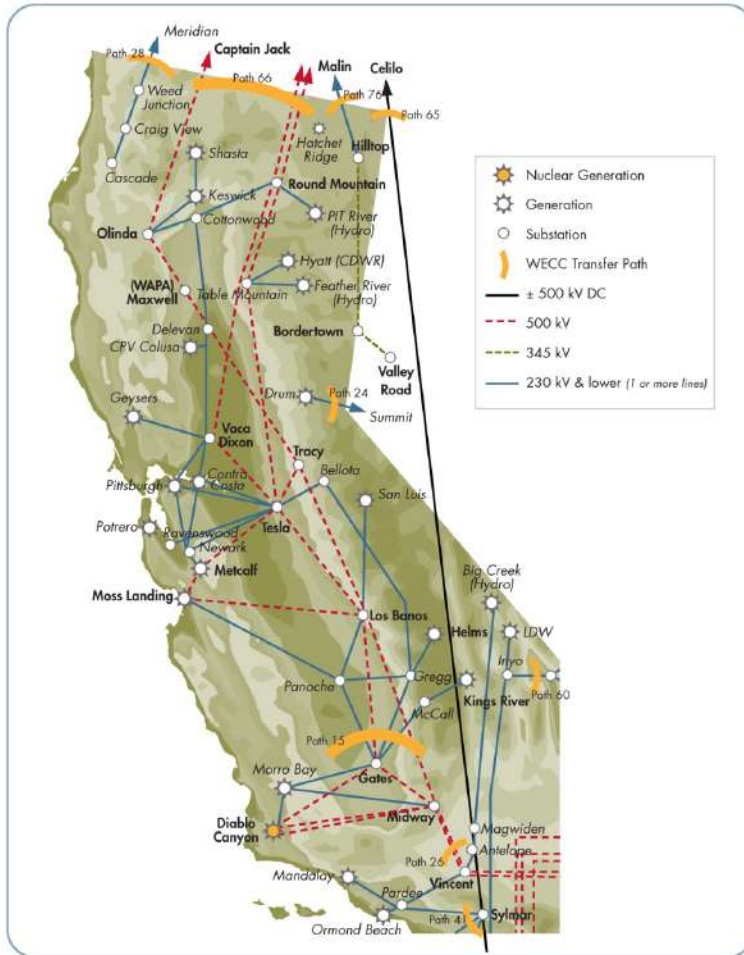 Meridian
Path 28
Captain Jack
Path 66
Malin
Celilo
Path 76
Path 65
Weed
Junction
Craig View
Cascade
Shasta
Hatchet
Ridge
Hilltop
Keswick
Round Mountain
Cottonwood
PIT River
(Hydro)
Olinda
Hyatt (CDWR)
(WAPA)
Maxwell
Table Mountain
Feather River
(Hydro)
Delevan
Bordertown
CPV Colusa
Valley
Road
Geysers
Drum
Path 24
Summit
Vaca
Dixon
Tracy
Bellota
Pittsburgh
Contra
Costa
San Luis
Potrero
Ravenswood
Newark
Tesla
Metcalf
Big Creek
(Hydro)
Moss Landing
Los Banos
Helms
LDW
Inyo
Panoche
Gregg
Kings River
Path 60
McCall
Path 15
Gates
Morro Bay
Diablo
Canyon
Midway
Magwiden
Antelope
Path 26
Vincent
Mandalay
Pardee
Ormond Beach
Path 41
Sylmar
Nuclear Generation
Generation
Substation
WECC Transfer Path
± 500 kV DC
500 kV
345 kV
230 kV & lower (1 or more lines)